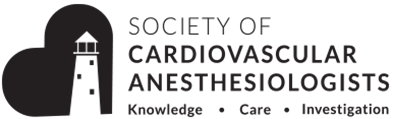 SOCIETY OF
CARDIOVASCULAR
ANESTHESIOLOGISTS
Knowledge • Care • Investigation